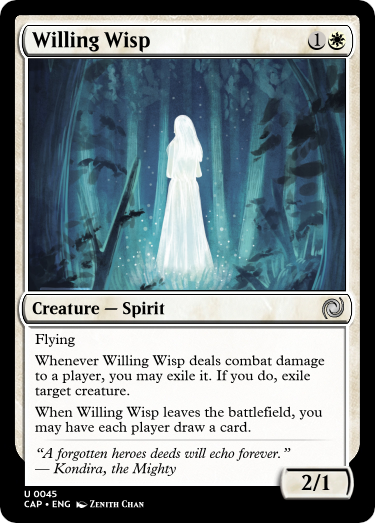 Willing Wisp 1
Creature — Spirit
Flying
Whenever Willing Wisp deals combat damage
to a player, you may exile it. If you do, exile
target creature.
When Willing Wisp leaves the battlefield, you
may have each player draw a card.
“A forgotten heroes deeds will echo forever.”
— Kondira, the Mighty
2/1
U 0045
CAP • ENG Zenith Chan